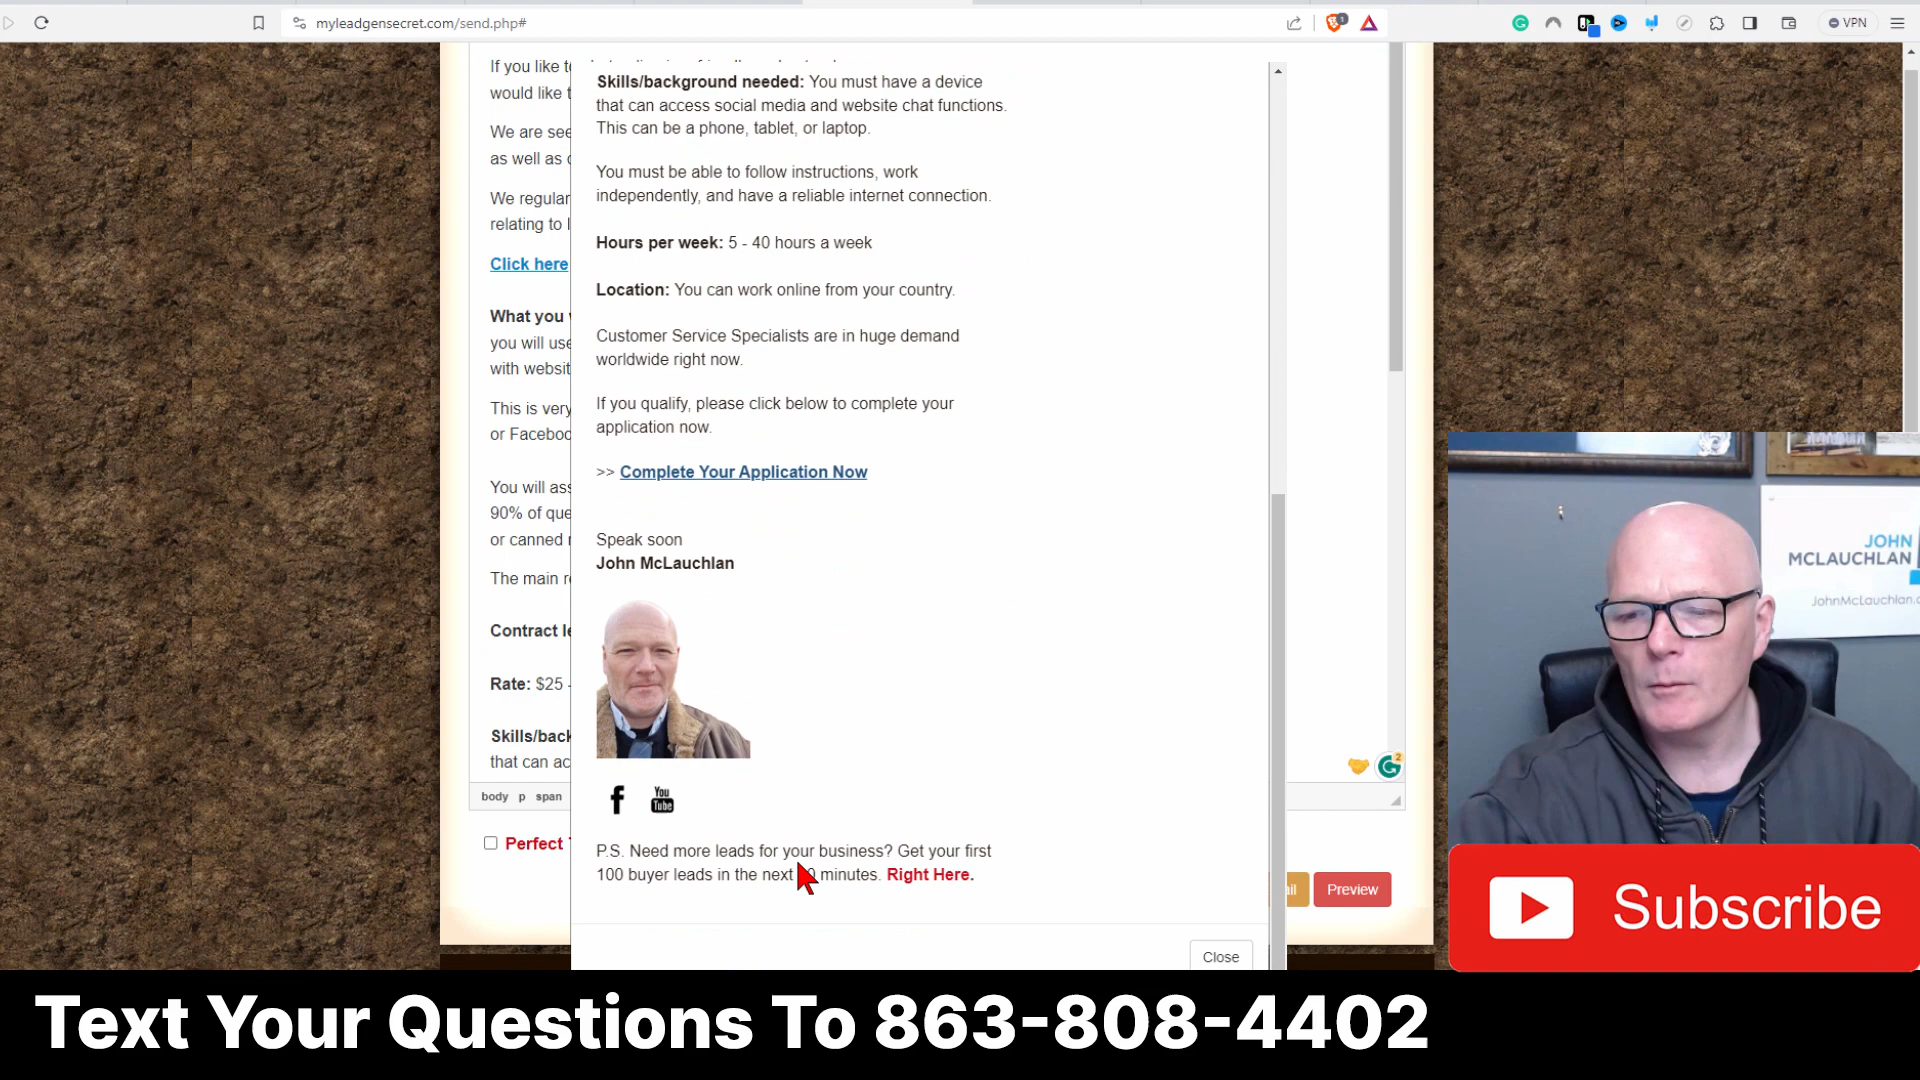 myleadgensecret.com/send.php#
1
VPN
If you like t
would like t
We are see
as well as c
We regular
relating to l
Click here
What you
you will use
with websit
This is very
or Faceboo
You will ass
90% of que
or canned
The main r
Contract le
Rate: $25
Skills/back
that can ac
body p span
Perfect
Skills/background needed: You must have a device
that can access social media and website chat functions.
This can be a phone, tablet, or laptop.
You must be able to follow instructions, work
independently, and have a reliable internet connection.
Hours per week: 5 - 40 hours a week
Location: You can work online from your country.
Customer Service Specialists are in huge demand
worldwide right now.
If you qualify, please click below to complete your
application now.
>> Complete Your Application Now
Speak soon
John McLauchlan
f You Tube
P.S. Need more leads for your business? Get your first
100 buyer leads in the next minutes. Right Here.
2
il Preview
Close
JOHN
MCLAUCHLAN
JohnMcLauchlan.
Subscribe
Text Your Questions To 863-808-4402